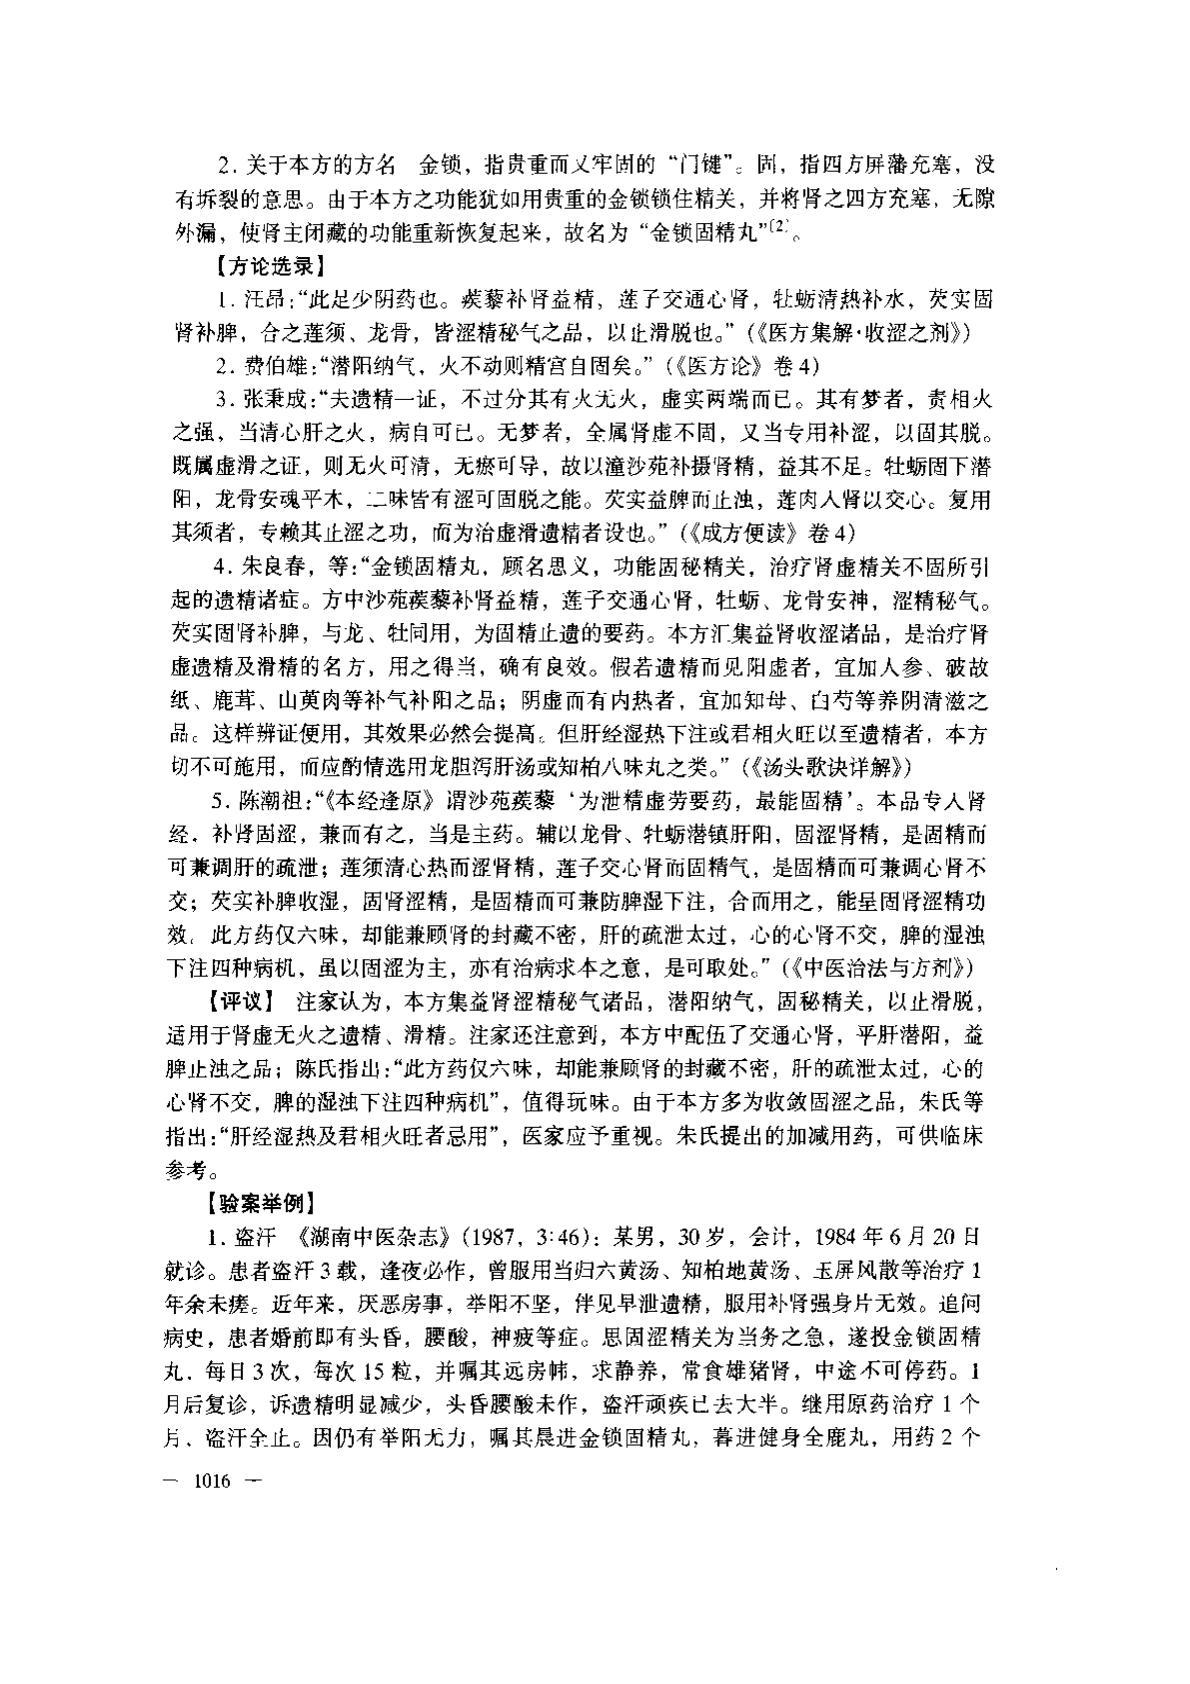 2. 关于本方的方名　金锁，指贵重而又牢固的“门键”。固，指四方屏藩充塞，没
有坼裂的意思。由于本方之功能犹如用贵重的金锁锁住精关，并将肾之四方充塞，无隙
外漏，使肾主闭藏的功能重新恢复起来，故名为“金锁固精丸”〔2〕。
【方论选录】
1. 汪昂：“此足少阴药也。蒺藜补肾益精，莲子交通心肾，牡蛎清热补水，芡实固
肾补脾，合之莲须、龙骨，皆涩精秘气之品，以止滑脱也。”（《医方集解·收涩之剂》）
2. 费伯雄：“潜阳纳气，火不动则精宫自固矣。”（《医方论》卷4）
3. 张秉成：“夫遗精一证，不过分其有火无火，虚实两端而已。其有梦者，责相火
之强，当清心肝之火，病自可已。无梦者，全属肾虚不固，又当专用补涩，以固其脱。
既属虚滑之证，则无火可清，无瘀可导，故以潼沙苑补摄肾精，益其不足。牡蛎固下潜
阳，龙骨安魂平木，二味皆有涩可固脱之能。芡实益脾而止浊，莲肉入肾以交心。复用
其须者，专赖其止涩之功，而为治虚滑遗精者设也。”（《成方便读》卷4）
4. 朱良春，等：“金锁固精丸，顾名思义，功能固秘精关，治疗肾虚精关不固所引
起的遗精诸症。方中沙苑蒺藜补肾益精，莲子交通心肾，牡蛎、龙骨安神，涩精秘气。
芡实固肾补脾，与龙、牡同用，为固精止遗的要药。本方汇集益肾收涩诸品，是治疗肾
虚遗精及滑精的名方，用之得当，确有良效。假若遗精而见阳虚者，宜加人参、破故
纸、鹿茸、山萸肉等补气补阳之品；阴虚而有内热者，宜加知母、白芍等养阴清滋之
品。这样辨证便用，其效果必然会提高。但肝经湿热下注或君相火旺以至遗精者，本方
切不可施用，而应酌情选用龙胆泻肝汤或知柏八味丸之类。”（《汤头歌诀详解》）
5. 陈潮祖：“《本经逢原》谓沙苑蒺藜‘为泄精虚劳要药，最能固精’。本品专入肾
经，补肾固涩，兼而有之，当是主药。辅以龙骨、牡蛎潜镇肝阳，固涩肾精，是固精而
可兼调肝的疏泄；莲须清心热而涩肾精，莲子交心肾而固精气，是固精而可兼调心肾不
交；芡实补脾收湿，固肾涩精，是固精而可兼防脾湿下注，合而用之，能呈固肾涩精功
效。此方药仅六味，却能兼顾肾的封藏不密，肝的疏泄太过，心的心肾不交，脾的湿浊
下注四种病机，虽以固涩为主，亦有治病求本之意，是可取处。”（《中医治法与方剂》）
【评议】　注家认为，本方集益肾涩精秘气诸品，潜阳纳气，固秘精关，以止滑脱，
适用于肾虚无火之遗精、滑精。注家还注意到，本方中配伍了交通心肾，平肝潜阳，益
脾止浊之品；陈氏指出：“此方药仅六味，却能兼顾肾的封藏不密，肝的疏泄太过，心的
心肾不交，脾的湿浊下注四种病机”，值得玩味。由于本方多为收敛固涩之品，朱氏等
指出：“肝经湿热及君相火旺者忌用”，医家应予重视。朱氏提出的加减用药，可供临床
参考。
【验案举例】
1. 盗汗　《湖南中医杂志》（1987，3∶46）：某男，30岁，会计，1984年6月20日
就诊。患者盗汗3载，逢夜必作，曾服用当归六黄汤、知柏地黄汤、玉屏风散等治疗1
年余未瘥。近年来，厌恶房事，举阳不坚，伴见早泄遗精，服用补肾强身片无效。追问
病史，患者婚前即有头昏，腰酸，神疲等症。思固涩精关为当务之急，遂投金锁固精
丸，每日3次，每次15粒，并嘱其远房帏，求静养，常食雄猪肾，中途不可停药。1
月后复诊，诉遗精明显减少，头昏腰酸未作，盗汗顽疾已去大半。继用原药治疗1个
月，盗汗全止。因仍有举阳无力，嘱其晨进金锁固精丸，暮进健身全鹿丸，用药2个
— 1016 —